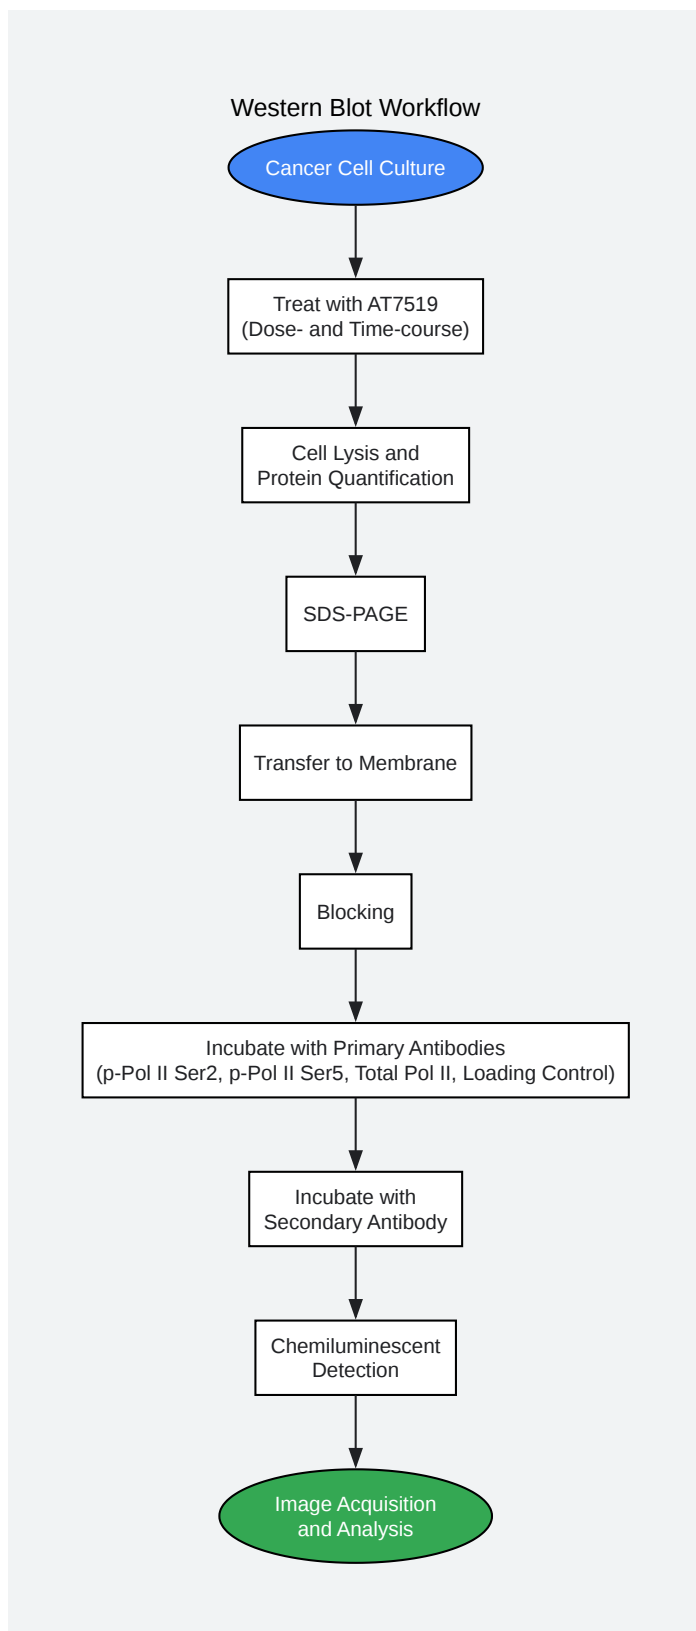 Western Blot Workflow
Cancer Cell Culture
Treat with AT7519
(Dose- and Time-course)
Cell Lysis and
Protein Quantification
SDS-PAGE
Transfer to Membrane
Blocking
Incubate with Primary Antibodies
(p-Pol II Ser2, p-Pol II Ser5, Total Pol II, Loading Control)
Incubate with
Secondary Antibody
Chemiluminescent
Detection
Image Acquisition
and Analysis